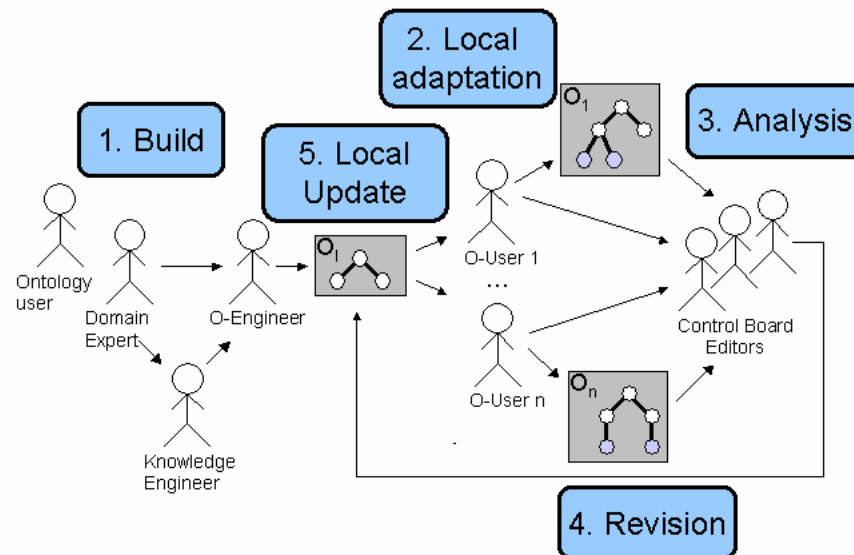 2. Local
adaptation
1. Build
3. Analysis
5. Local
Update
O1
Ontology
user
Domain
Expert
O-Engineer
OI
O-User 1
...
O-User n
Control Board
Editors
On
Knowledge
Engineer
4. Revision